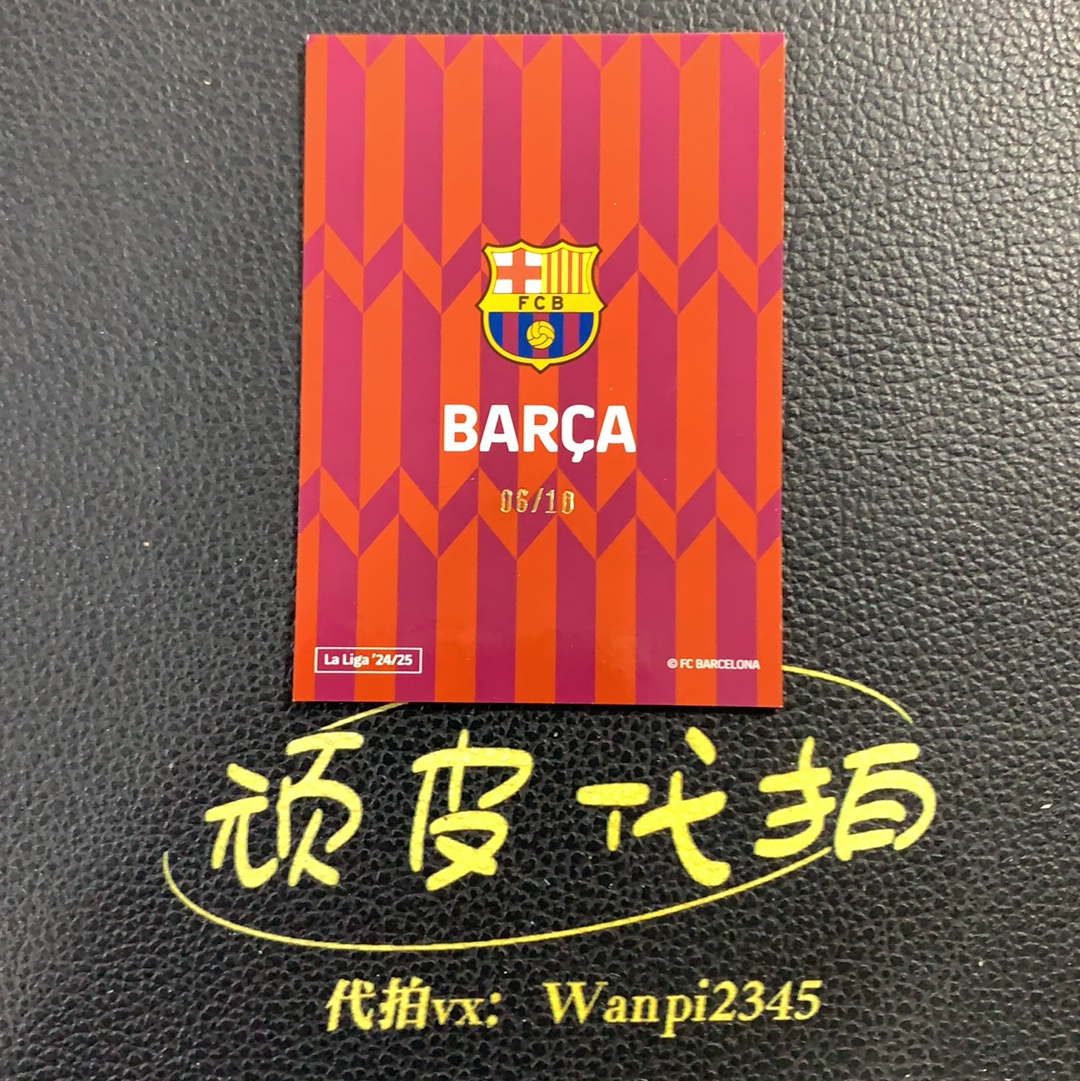 FCB
BARÇA
06/10
La Liga '24/25
© FC BARCELONA
顽皮代拍
代拍vx: Wanpi2345